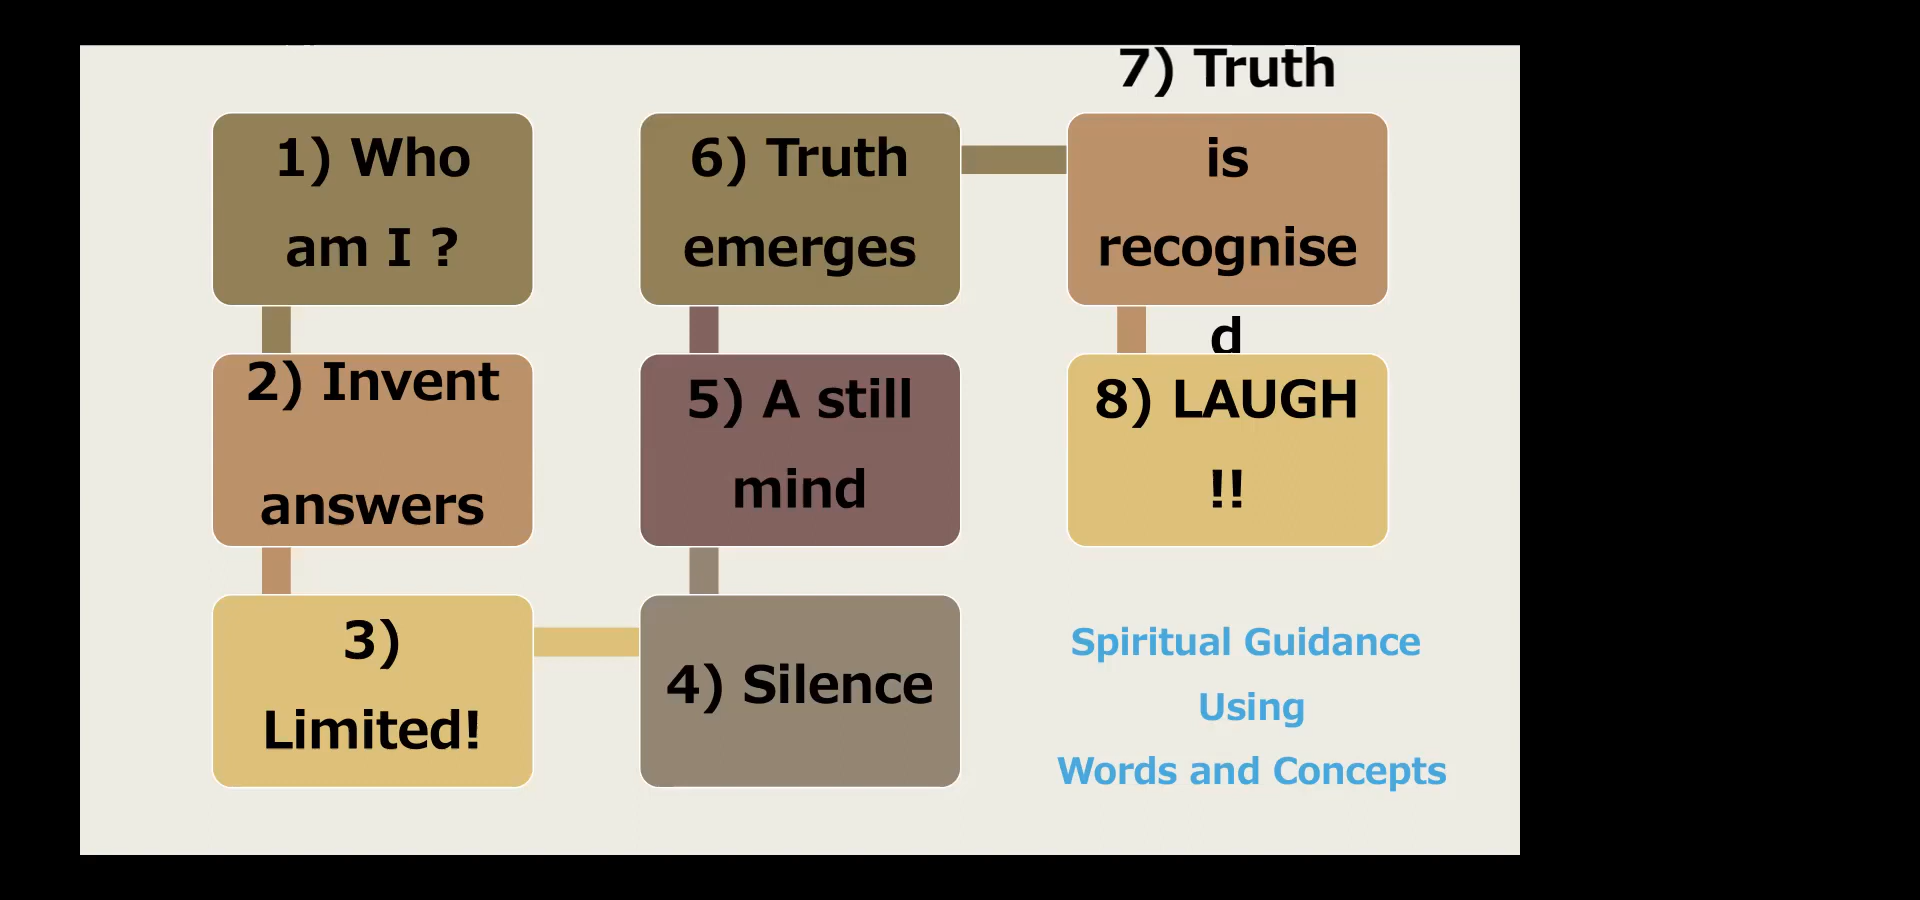 1) Who
am I ?
2) Invent
answers
3)
Limited!
4) Silence
5) A still
mind
6) Truth
emerges
7) Truth
is
recognise
d
8) LAUGH
!!
Spiritual Guidance
Using
Words and Concepts